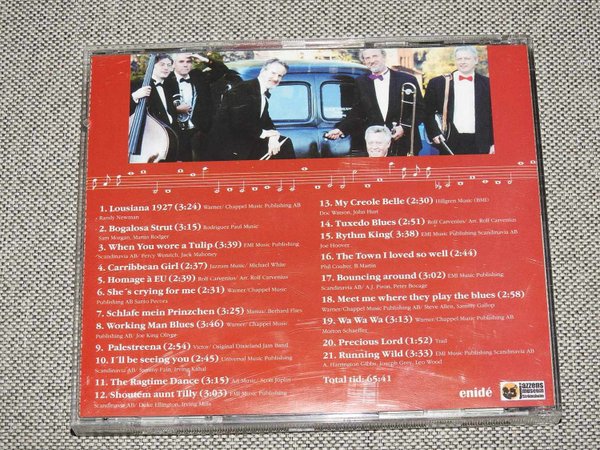 1. Lousiana 1927 (3:24) Warner/ Chappel Music Publishing AB
Randy Newman
2. Bogalosa Strut (3:15) Rodriguez Paul Music
Sam Morgan, Martin Rodger
3. When You wore a Tulip (3:39) EMI Music Publishing
Scandinavia AB/ Percy Wenrich, Jack Mahoney
4. Carribbean Girl (2:37) Jazzum Music/ Michael White
5. Homage à EU (2:39) Rolf Carvenius/ Arr. Rolf Carvenius
6. She´s crying for me (2:31) Warner/ Chappel Music
Publishing AB Santo Pecora
7. Schlafe mein Prinzchen (3:25) Manus/ Berhard Flies
8. Working Man Blues (3:46) Warner/ Chappel Music
Publishing AB/ Joe King Oliver
9. Palestreena (2:54) Victor/ Original Dixieland Jass Band
10. I´ll be seeing you (2:45) Universal Music Publishing
Scandinavia AB/ Sammy Fain, Irving Kahal
11. The Ragtime Dance (3:15) Art Music/ Scott Joplin
12. Shoutém aunt Tilly (3:03) EMI Music Publishing
Scandinavia AB/ Duke Ellington, Irving Mills
13. My Creole Belle (2:30) Hillgren Music (BMI)
Doc Watson, John Hurt
14. Tuxedo Blues (2:51) Rolf Carvenius/ Arr. Rolf Carvenius
15. Rythm King( 3:38) EMI Music Publishing Scandinavia AB
Joe Hoover
16. The Town I loved so well (2:44)
Phil Coulter, B Martin
17. Bouncing around (3:02) EMI Music Publishing
Scandinavia AB/ A.J. Piron, Peter Bocage
18. Meet me where they play the blues (2:58)
Warner/Chappel Music Publishing AB/ Steve Allen, Sammy Gallop
19. Wa Wa Wa (3:13) Warner/Chappel Music Publishing AB
Morton Schaeffer
20. Precious Lord (1:52) Trad
21. Running Wild (3:33) EMI Music Publishing Scandinavia AB
A. Harrington Gibbs, Joseph Grey, Leo Wood
Total tid: 65:41
enidé
jazzens
museum
Strömsholm